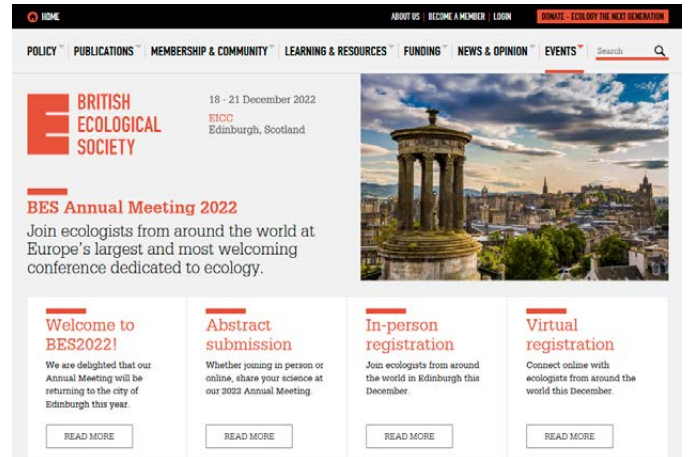 HOME
ABOUT US | BECOME A MEMBER | LOGIN
DONATE - ECOLOGY THE NEXT GENERATION
POLICY
PUBLICATIONS
MEMBERSHIP & COMMUNITY
LEARNING & RESOURCES
FUNDING
NEWS & OPINION
EVENTS
Search
BRITISH
ECOLOGICAL
SOCIETY
18 - 21 December 2022
EICC
Edinburgh, Scotland
BES Annual Meeting 2022
Join ecologists from around the world at
Europe's largest and most welcoming
conference dedicated to ecology.
Welcome to
BES2022!
We are delighted that our
Annual Meeting will be
returning to the city of
Edinburgh this year.
READ MORE
Abstract
submission
Whether joining in person or
online, share your science at
our 2022 Annual Meeting.
READ MORE
In-person
registration
Join ecologists from around
the world in Edinburgh this
December.
READ MORE
Virtual
registration
Connect online with
ecologists from around the
world this December.
READ MORE